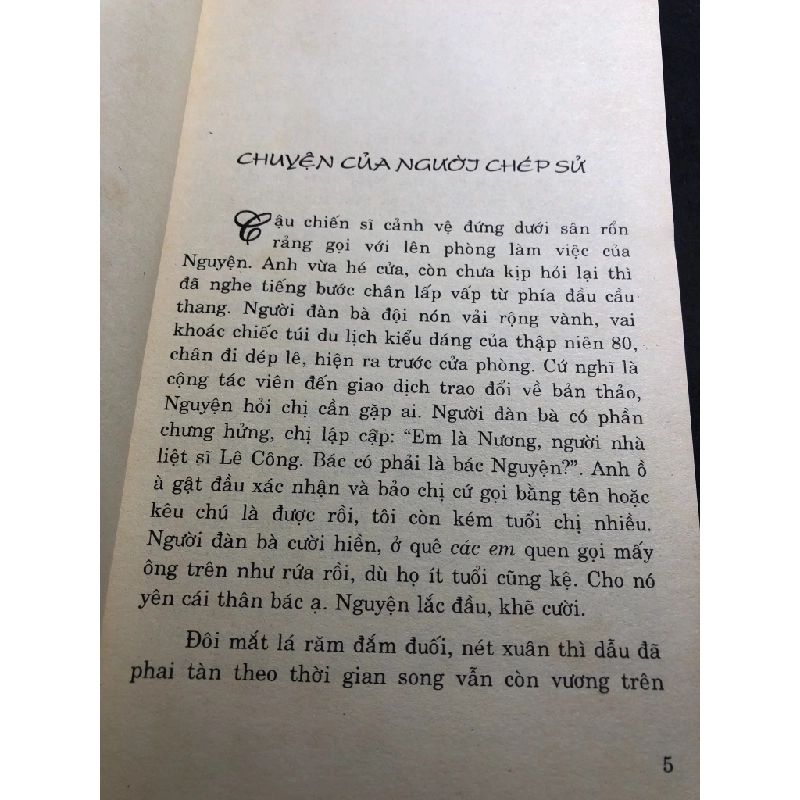 CHUYỆN CỦA NGƯỜI CHÉP SỬ
Cậu chiến sĩ cảnh vệ đứng dưới sân rổn
rảng gọi với lên phòng làm việc của
Nguyện. Anh vừa hé cửa, còn chưa kịp hỏi lại thì
đã nghe tiếng bước chân lấp vấp từ phía đầu cầu
thang. Người đàn bà đội nón vải rộng vành, vai
khoác chiếc túi du lịch kiểu dáng của thập niên 80,
chân đi dép lê, hiện ra trước cửa phòng. Cứ nghĩ là
cộng tác viên đến giao dịch trao đổi về bản thảo,
Nguyện hỏi chị cần gặp ai. Người đàn bà có phần
chưng hửng, chị lập cập: “Em là Nương, người nhà
liệt sĩ Lê Công. Bác có phải là bác Nguyện?”. Anh ồ
à gật đầu xác nhận và bảo chị cứ gọi bằng tên hoặc
kêu chú là được rồi, tôi còn kém tuổi chị nhiều.
Người đàn bà cười hiền, ở quê các em quen gọi mấy
ông trên như rứa rồi, dù họ ít tuổi cũng kệ. Cho nó
yên cái thân bác ạ. Nguyện lắc đầu, khẽ cười.
Đôi mắt lá răm đắm đuối, nét xuân thì dẫu đã
phai tàn theo thời gian song vẫn còn vương trên
5